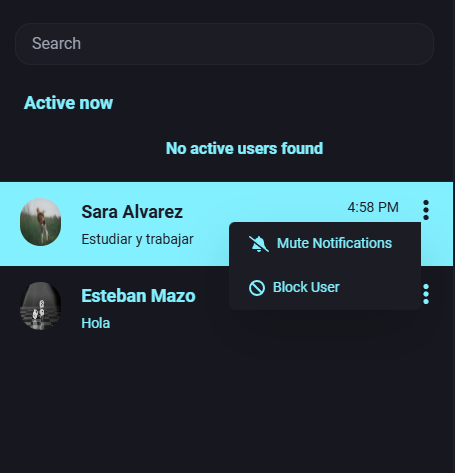 Search
Active now
No active users found
Sara Alvarez
4:58 PM
Estudiar y trabajar
Mute Notifications
Block User
Esteban Mazo
Hola